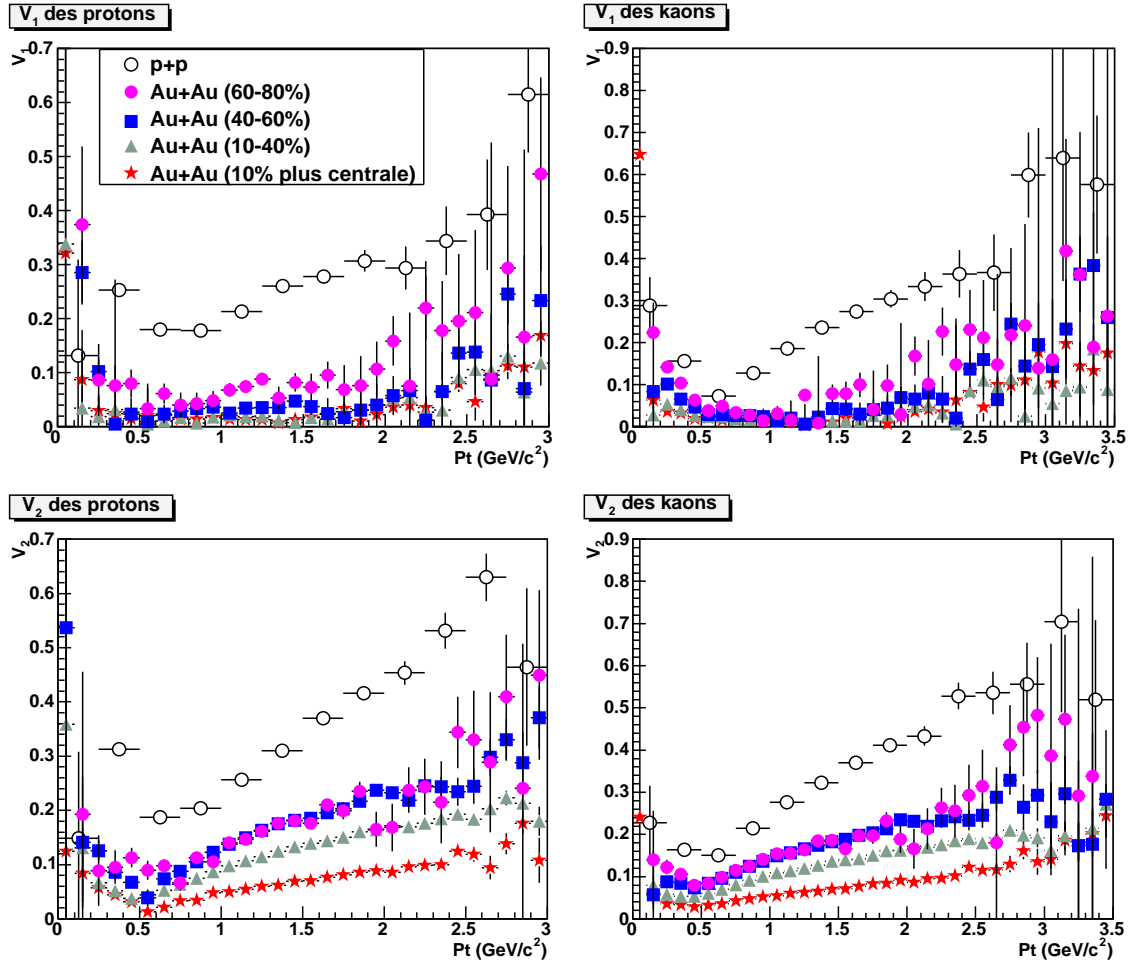 V1 des protons
V1
0.7
0.6
0.5
0.4
0.3
0.2
0.1
0
p+p
Au+Au (60-80%)
Au+Au (40-60%)
Au+Au (10-40%)
Au+Au (10% plus centrale)
0 0.5 1 1.5 2 2.5 3
Pt (GeV/c2)
V1 des kaons
V1
0.9
0.8
0.7
0.6
0.5
0.4
0.3
0.2
0.1
0
0 0.5 1 1.5 2 2.5 3 3.5
Pt (GeV/c2)
V2 des protons
V2
0.7
0.6
0.5
0.4
0.3
0.2
0.1
0
0 0.5 1 1.5 2 2.5 3
Pt (GeV/c2)
V2 des kaons
V2
0.9
0.8
0.7
0.6
0.5
0.4
0.3
0.2
0.1
0
0 0.5 1 1.5 2 2.5 3 3.5
Pt (GeV/c2)